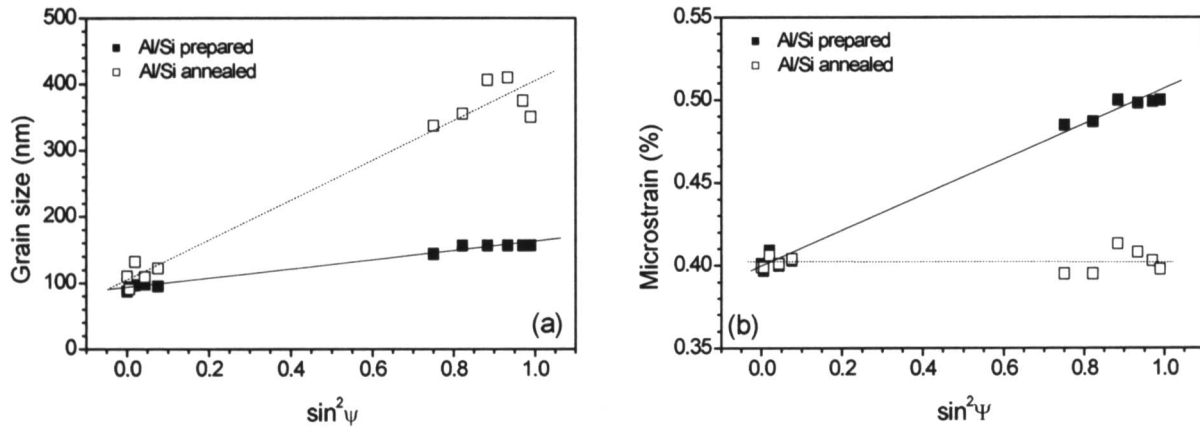 500
400
300
200
100
0
Grain size (nm)
Al/Si prepared
Al/Si annealed
(a)
0.0 0.2 0.4 0.6 0.8 1.0
sin²ψ
0.55
0.50
0.45
0.40
0.35
Microstrain (%)
Al/Si prepared
Al/Si annealed
(b)
0.0 0.2 0.4 0.6 0.8 1.0
sin²Ψ